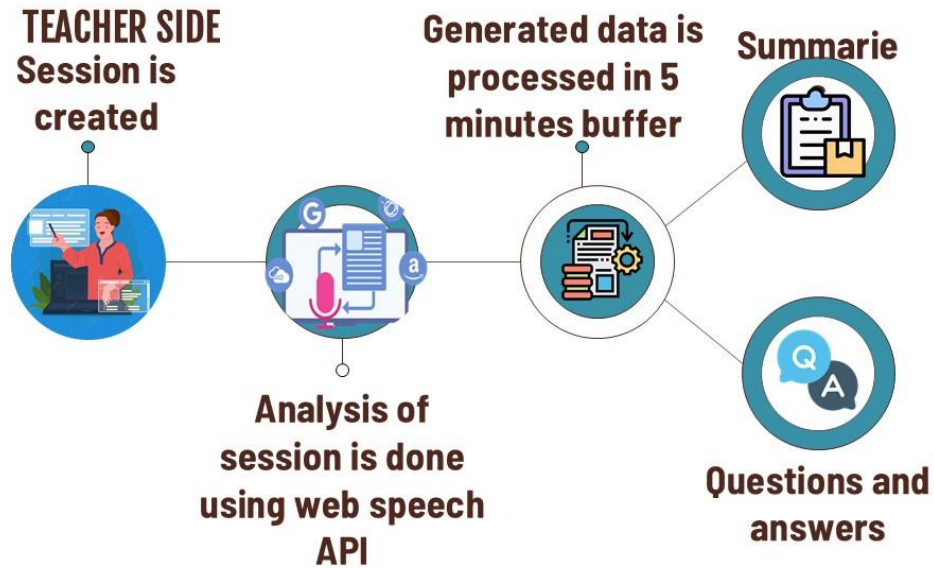 TEACHER SIDE
Session is
created
Generated data is
processed in 5
minutes buffer
Summarie
G
a
Analysis of
session is done
using web speech
API
Q
A
Questions and
answers